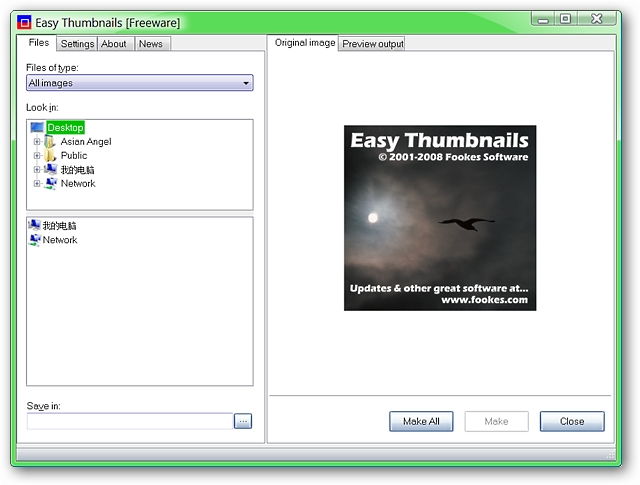 Easy Thumbnails [Freeware]
Files Settings About News
Original image Preview output
Files of type:
All images
Look in:
Desktop
Asian Angel
Public
我的电脑
Network
我的电脑
Network
Save in:
...
Easy Thumbnails
© 2001-2008 Fookes Software
Updates & other great software at...
www.fookes.com
Make All Make Close